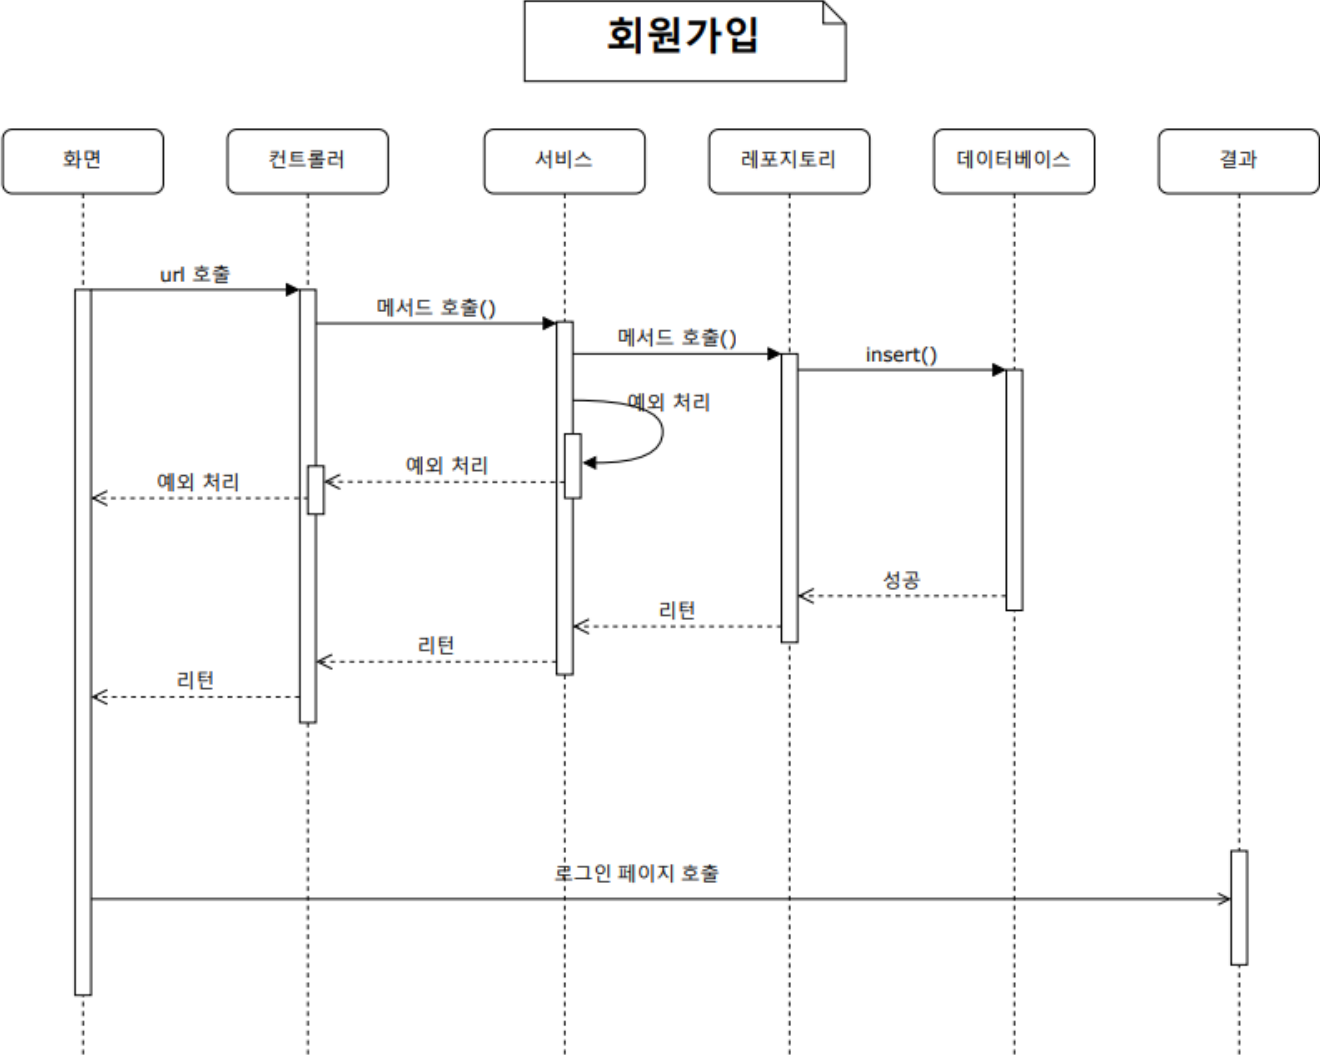 회원가입
화면
컨트롤러
서비스
레포지토리
데이터베이스
결과
url 호출
메서드 호출()
메서드 호출()
insert()
예외 처리
예외 처리
예외 처리
성공
리턴
리턴
리턴
로그인 페이지 호출